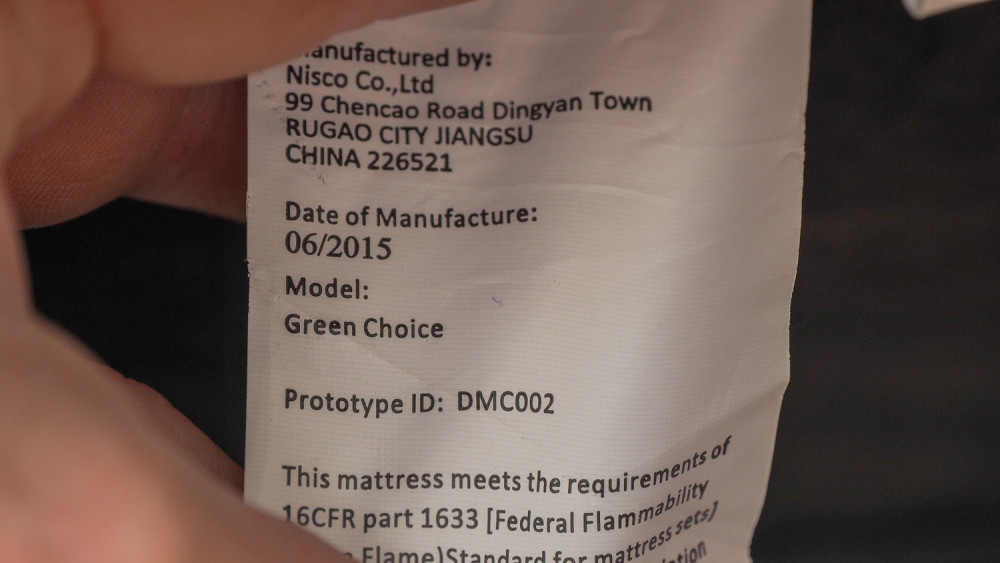 anufactured by:
Nisco Co.,Ltd
99 Chencao Road Dingyan Town
RUGAO CITY JIANGSU
CHINA 226521
Date of Manufacture:
06/2015
Model:
Green Choice
Prototype ID: DMC002
This mattress meets the requirements of
16CFR part 1633 [Federal Flammability
Flame)Standard for mattress sets]